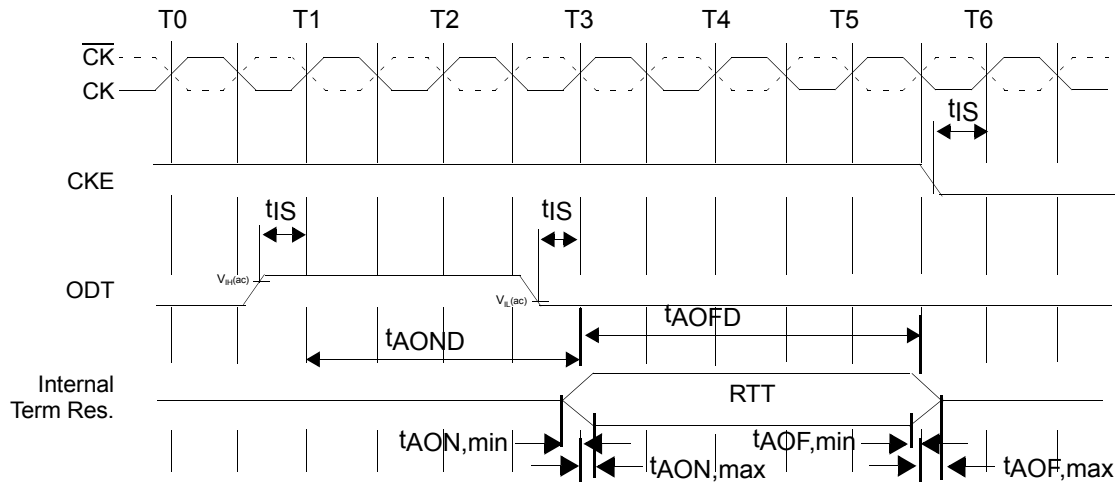 T0 T1 T2 T3 T4 T5 T6
CK
CK
tIS
CKE
tIS
tIS
VIH(ac)
ODT
VIL(ac)
tAOND
tAOFD
Internal
Term Res.
RTT
tAON,min
tAOF,min
tAON,max
tAOF,max